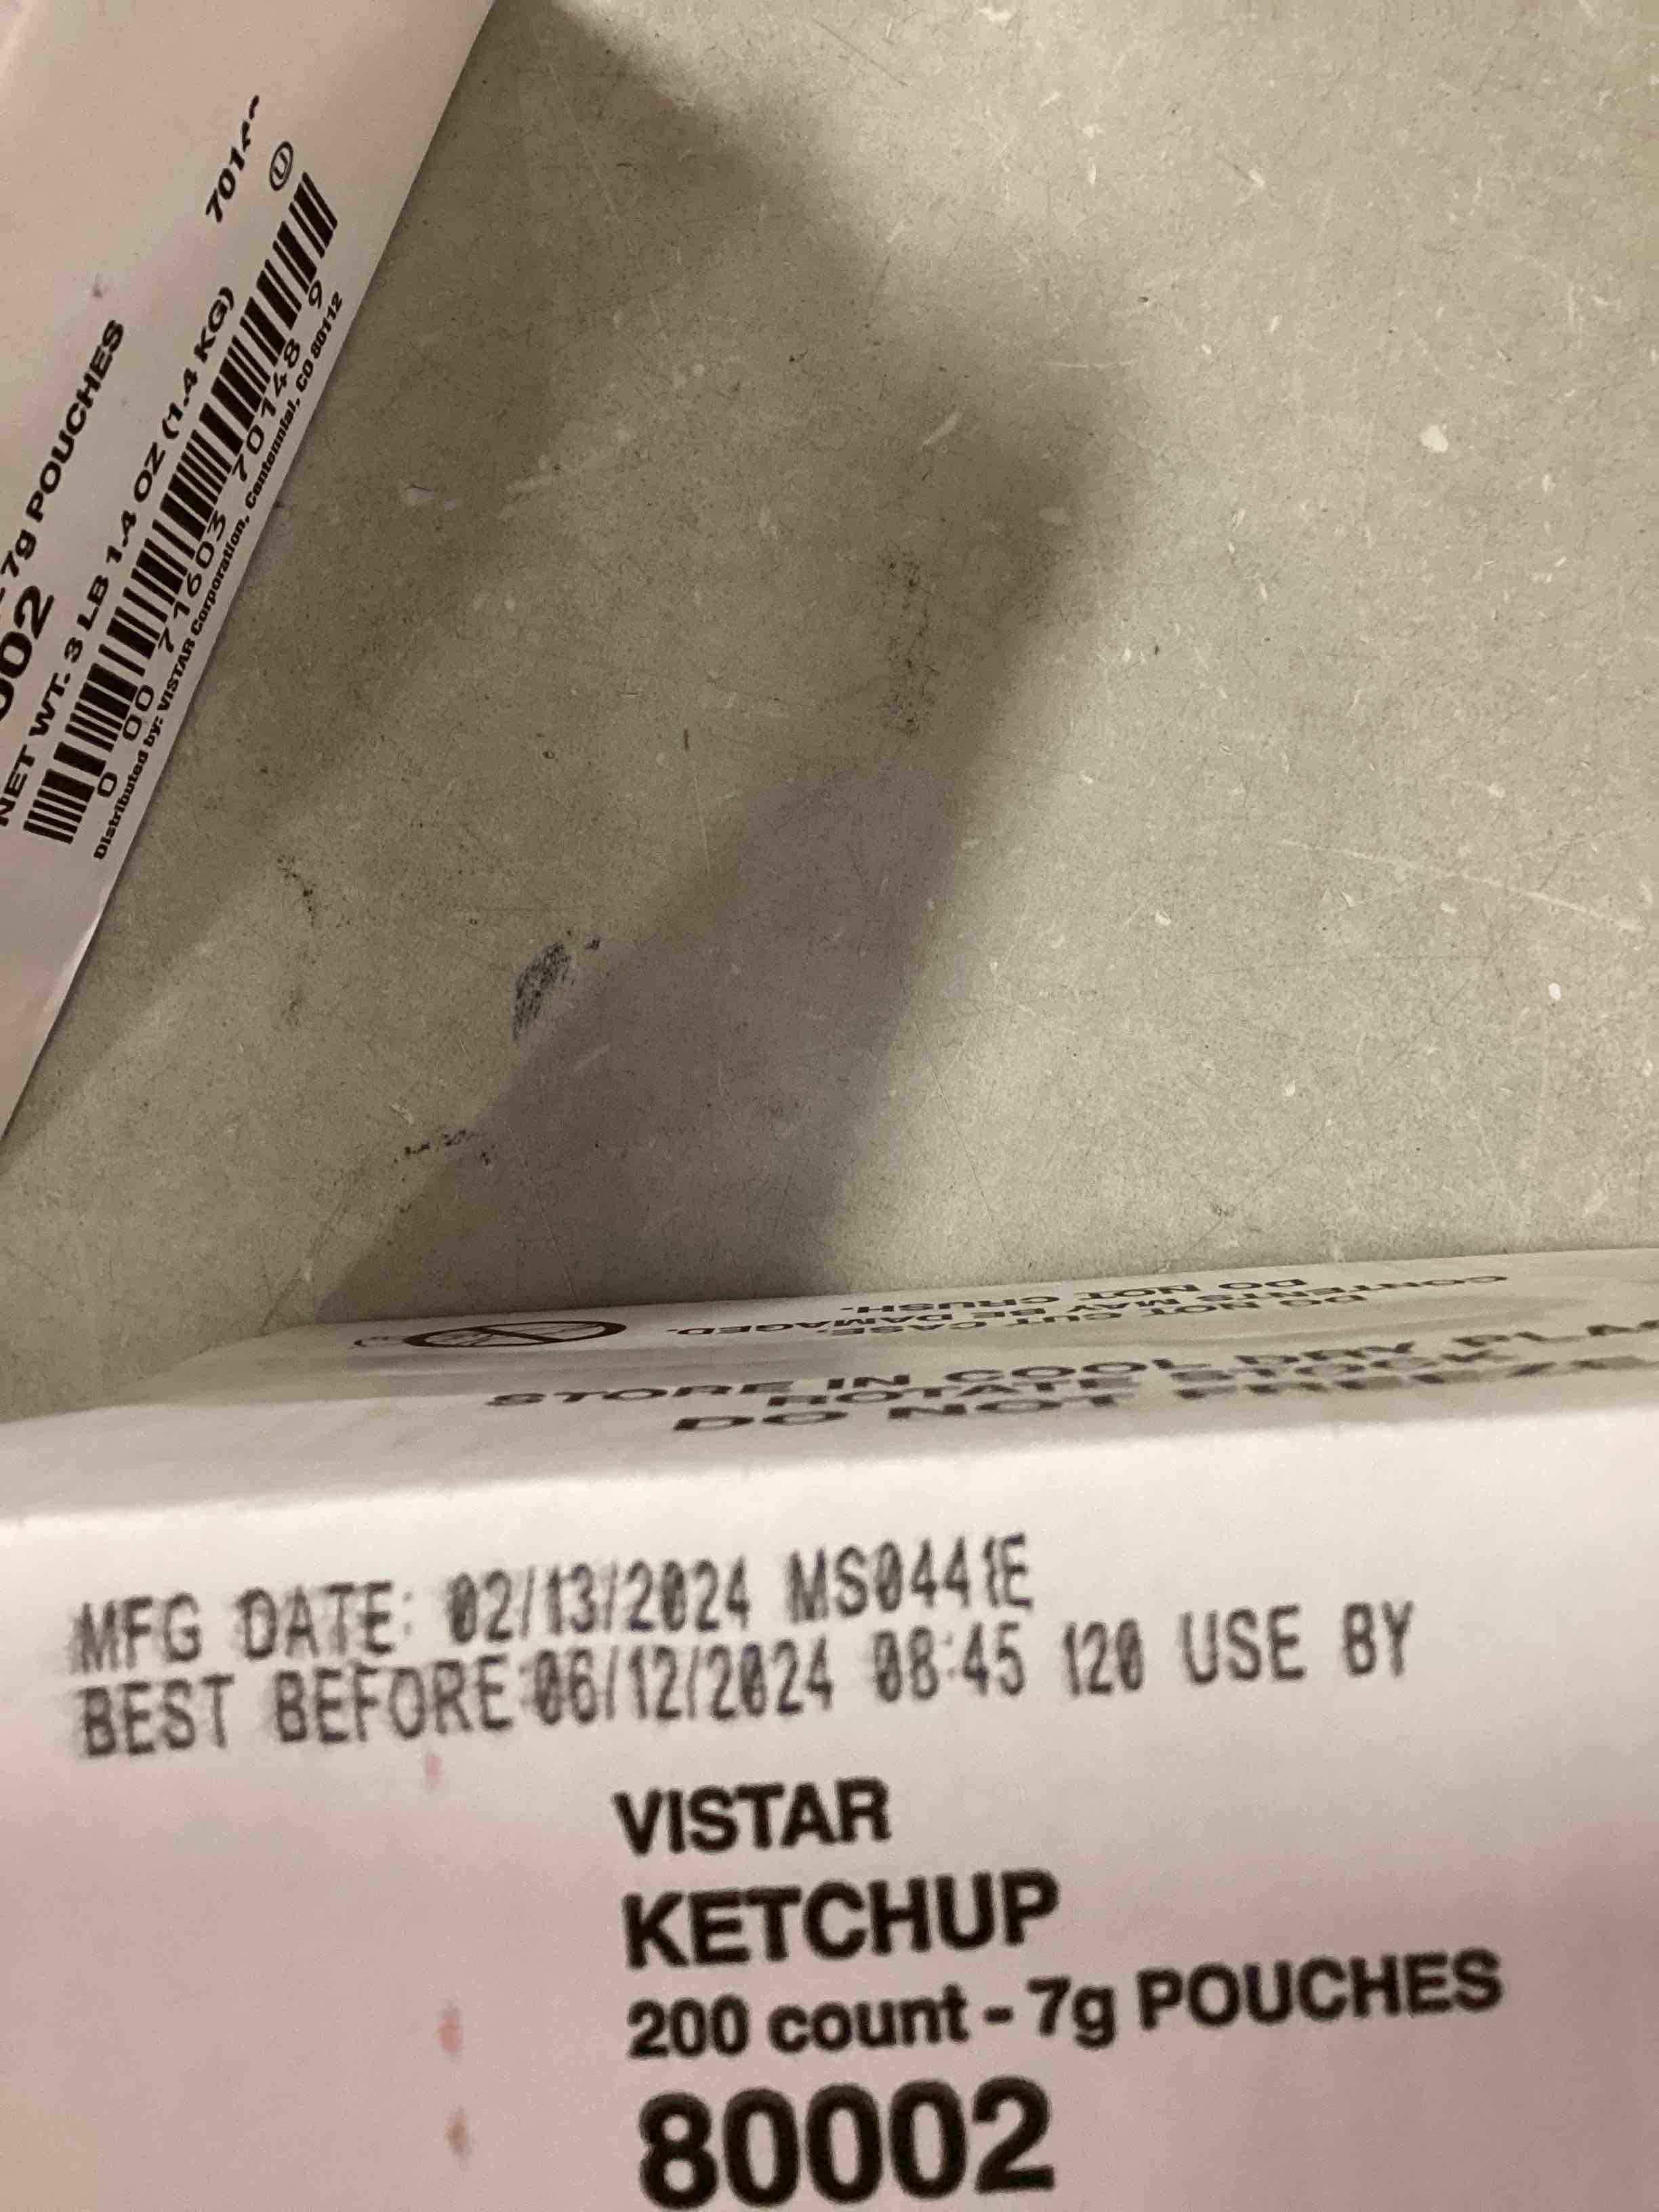 7g POUCHES
002
NET WT. 3 LB 1.4 OZ (1.4 KG)
U
0 00 71603 70148 9
Distributed by: VISTAR Corporation, Centennial, CO 80112
CONTENTS MAY BE DAMAGED.
DO NOT CUT CASE.
DO NOT CRUSH.
STORE IN COOL DRY
ROTATE STOCK
DO NOT FREEZE
MFG DATE: 02/13/2024 MS0441E
BEST BEFORE:06/12/2024 08:45 120 USE BY
VISTAR
KETCHUP
200 count - 7g POUCHES
80002